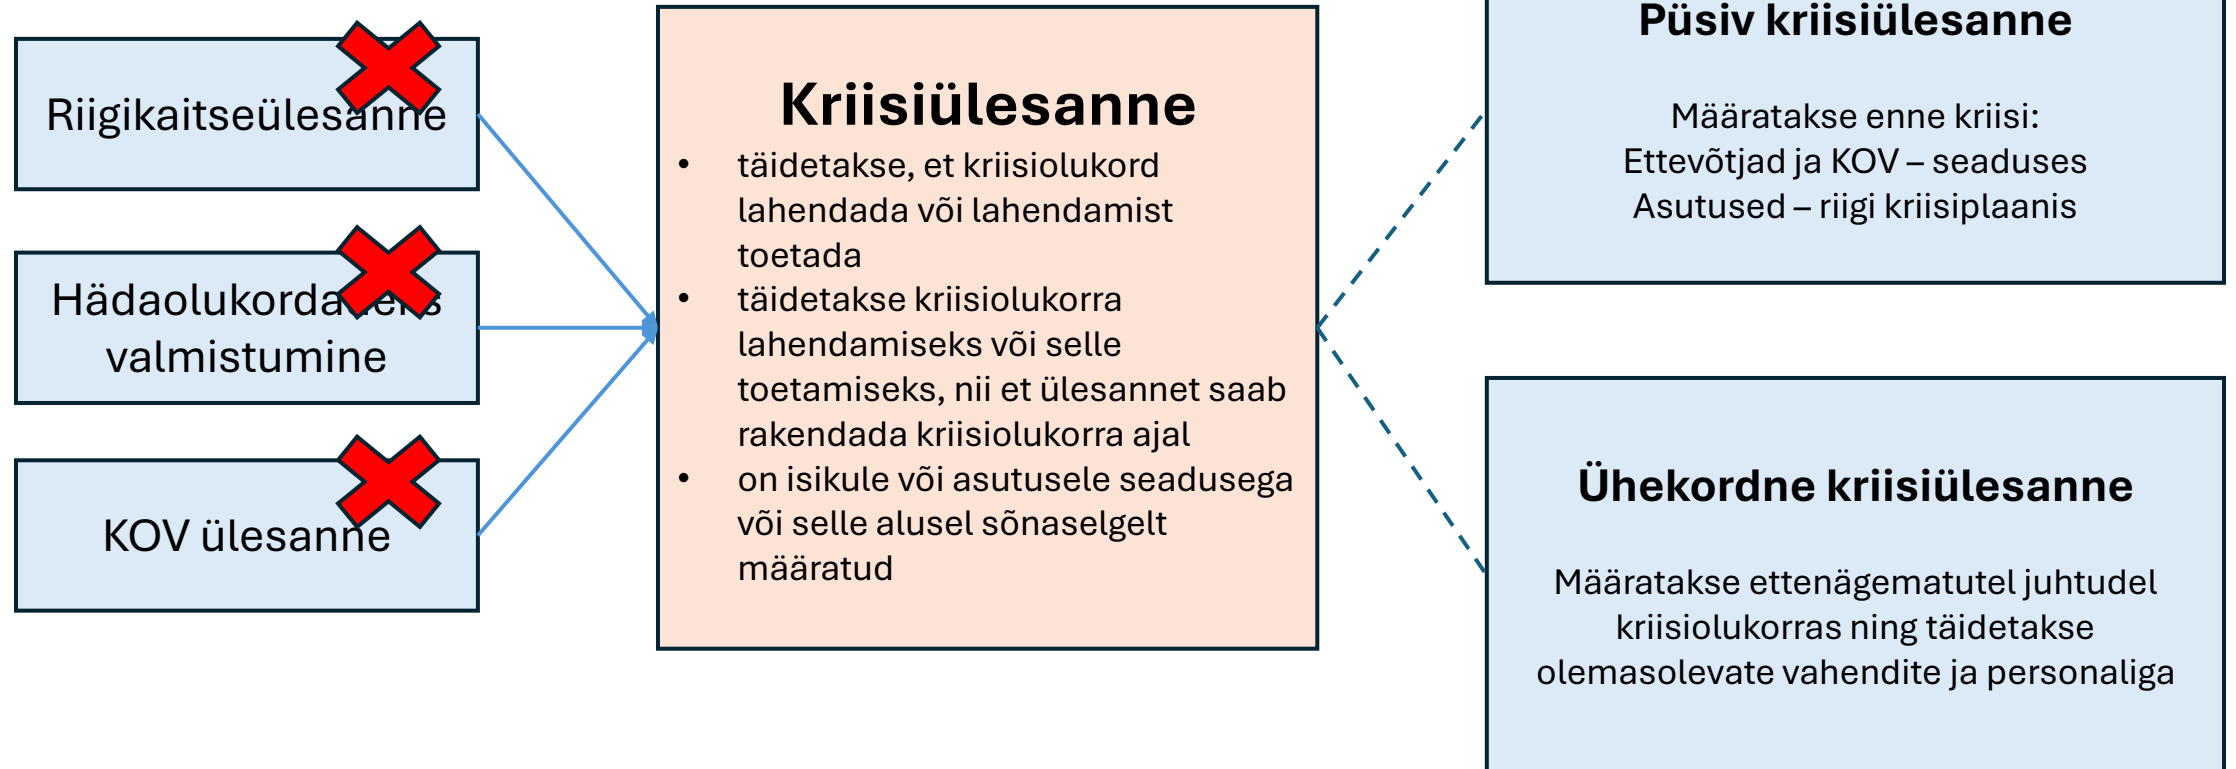 Riigikaitseülesanne
valmistumine
KOV ülesanne
Kriisiülesanne
• täidetakse, et kriisiolukord
lahendada või lahendamist
toetada
• täidetakse kriisiolukorra
lahendamiseks või selle
toetamiseks, nii et ülesannet saab
rakendada kriisiolukorra ajal
• on isikule või asutusele seadusega
või selle alusel sõnaselgelt
määratud
Püsiv kriisiülesanne
Määratakse enne kriisi:
Ettevõtjad ja KOV – seaduses
Asutused – riigi kriisiplaanis
Ühekordne kriisiülesanne
Määratakse ettenägematutel juhtudel
kriisiolukorras ning täidetakse
olemasolevate vahendite ja personaliga